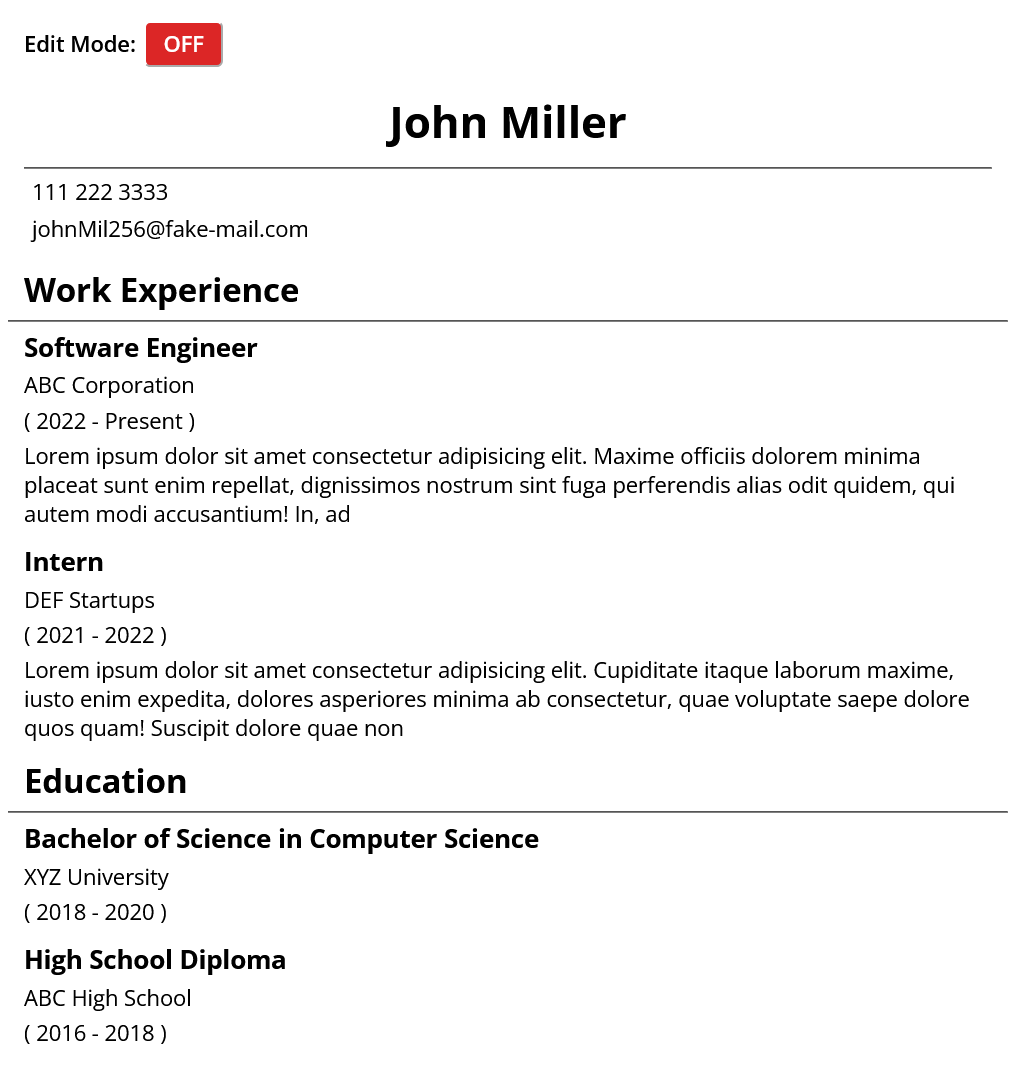 Edit Mode: OFF
John Miller
111 222 3333
johnMil256@fake-mail.com
Work Experience
Software Engineer
ABC Corporation
( 2022 - Present )
Lorem ipsum dolor sit amet consectetur adipisicing elit. Maxime officiis dolorem minima
placeat sunt enim repellat, dignissimos nostrum sint fuga perferendis alias odit quidem, qui
autem modi accusantium! In, ad
Intern
DEF Startups
( 2021 - 2022 )
Lorem ipsum dolor sit amet consectetur adipisicing elit. Cupiditate itaque laborum maxime,
iusto enim expedita, dolores asperiores minima ab consectetur, quae voluptate saepe dolore
quos quam! Suscipit dolore quae non
Education
Bachelor of Science in Computer Science
XYZ University
( 2018 - 2020 )
High School Diploma
ABC High School
( 2016 - 2018 )